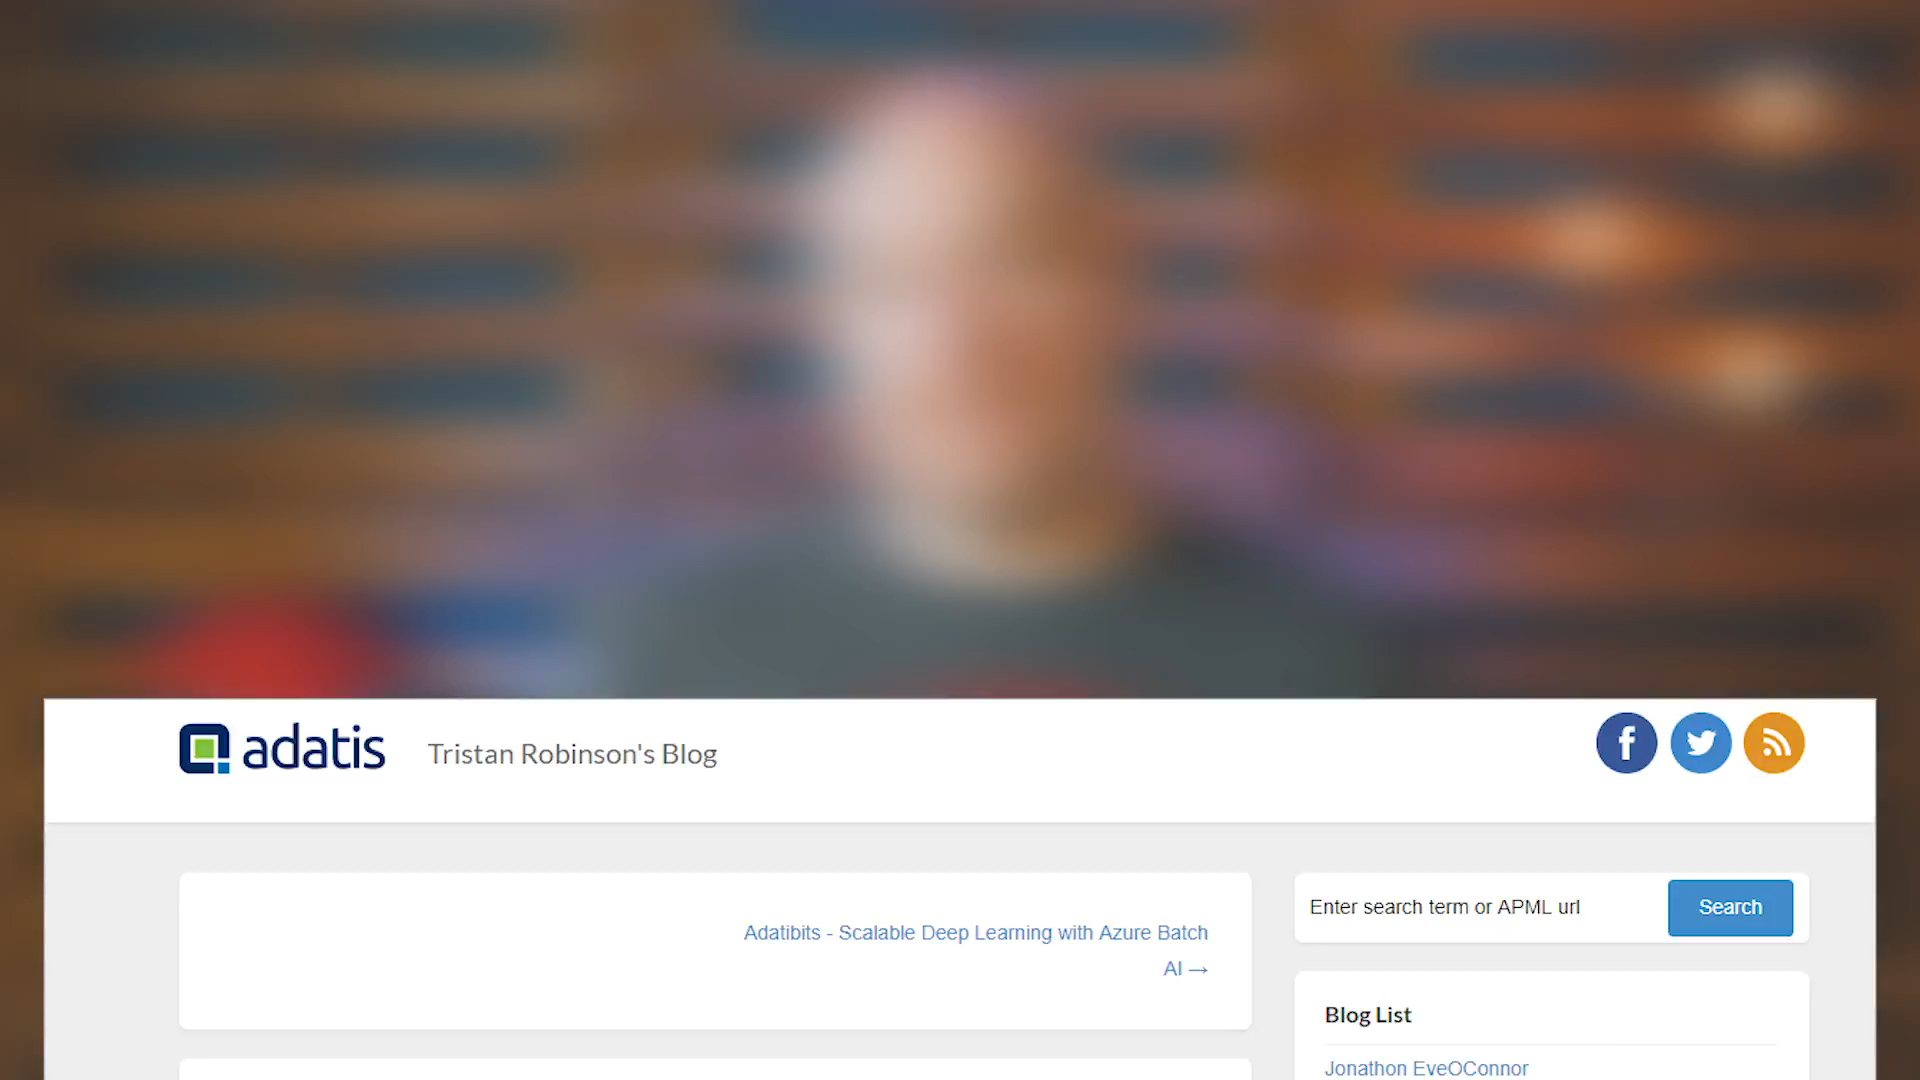 adatis
Tristan Robinson's Blog
Adatibits - Scalable Deep Learning with Azure Batch
AI →
Enter search term or APML url
Search
Blog List
Jonathon EveOConnor